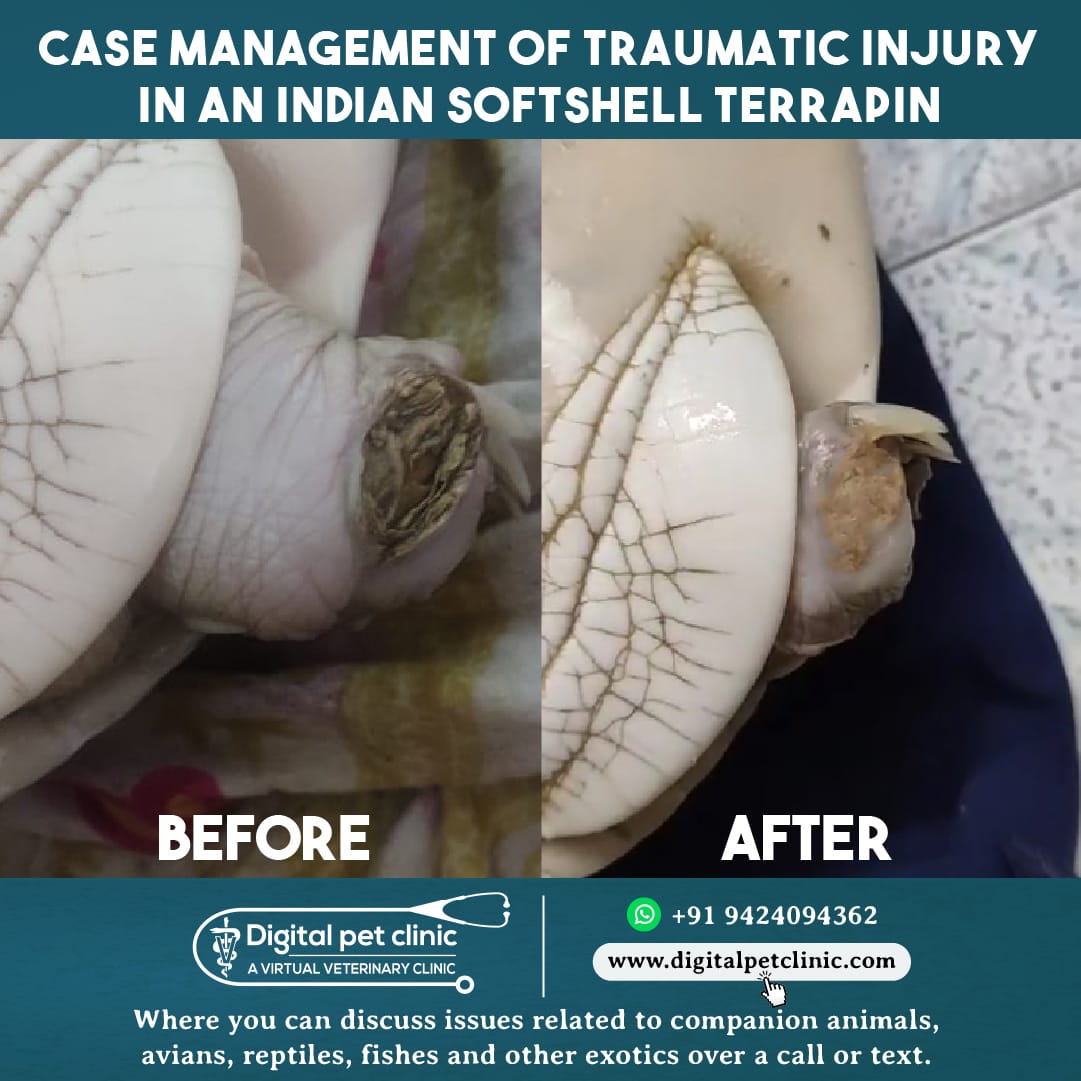 CASE MANAGEMENT OF TRAUMATIC INJURY
IN AN INDIAN SOFTSHELL TERRAPIN
BEFORE
AFTER
Digital pet clinic
A VIRTUAL VETERINARY CLINIC
+91 9424094362
www.digitalpetclinic.com
Where you can discuss issues related to companion animals,
avians, reptiles, fishes and other exotics over a call or text.